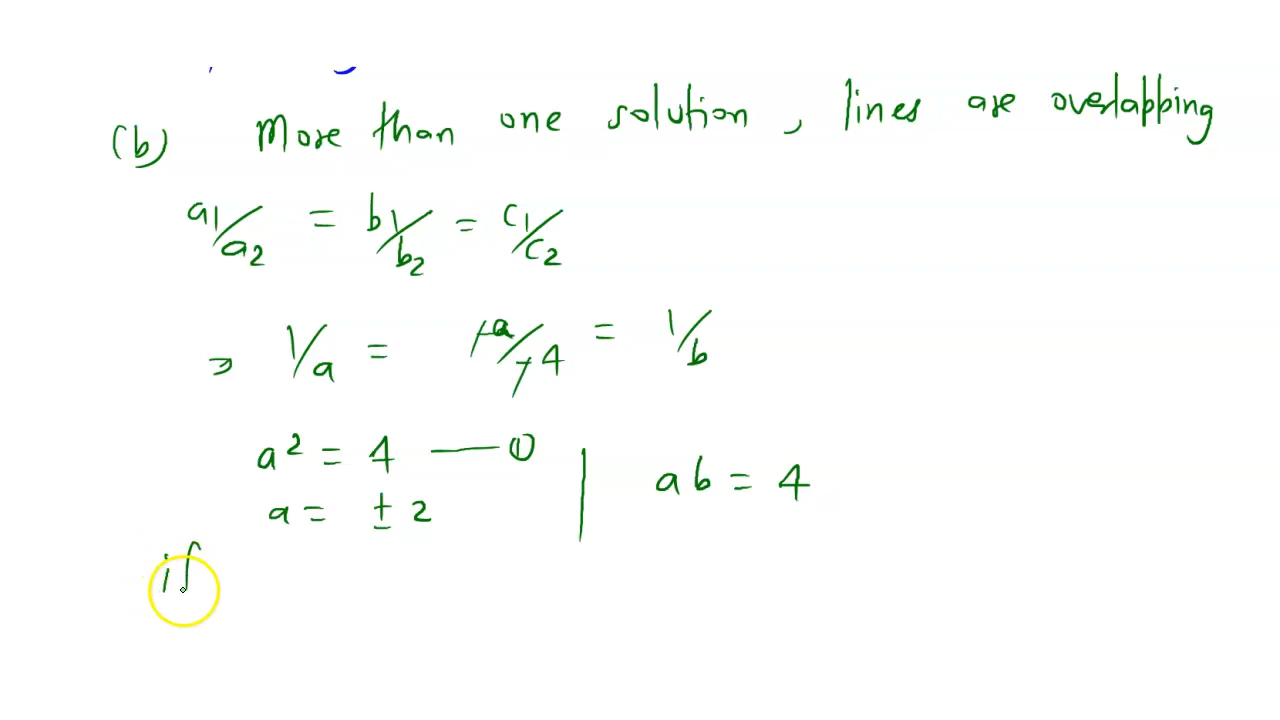 (b) More than one solution, lines are overlapping
a1/a2 = b1/b2 = c1/c2
⇒ 1/a = -a/-4 = 1/b
a² = 4 —— ①
a = ± 2
ab = 4
if